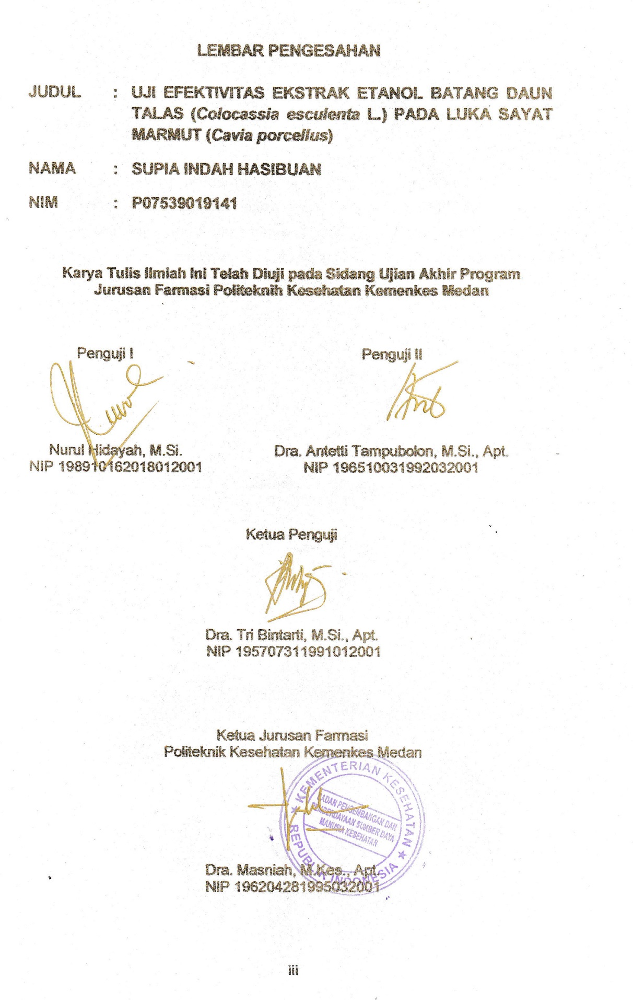 LEMBAR PENGESAHAN
JUDUL : UJI EFEKTIVITAS EKSTRAK ETANOL BATANG DAUN
TALAS (Colocassia esculenta L.) PADA LUKA SAYAT
MARMUT (Cavia porcellus)
NAMA : SUPIA INDAH HASIBUAN
NIM : P07539019141
Karya Tulis Ilmiah Ini Telah Diuji pada Sidang Ujian Akhir Program
Jurusan Farmasi Politeknih Kesehatan Kemenkes Medan
Penguji I
Penguji II
Nurul Hidayah, M.Si.
NIP 198910162018012001
Dra. Antetti Tampubolon, M.Si., Apt.
NIP 196510031992032001
Ketua Penguji
Dra. Tri Bintarti, M.Si., Apt.
NIP 195707311991012001
Ketua Jurusan Farmasi
Politeknik Kesehatan Kemenkes Medan
KEMENTERIAN KESEHATAN
BADAN PENGEMBANGAN DAN
PEMBERDAYAAN SUMBER DAYA
MANUSIA KESEHATAN
REPUBLIK INDONESIA
Dra. Masniah, M.Kes., Apt.
NIP 196204281995032001
iii